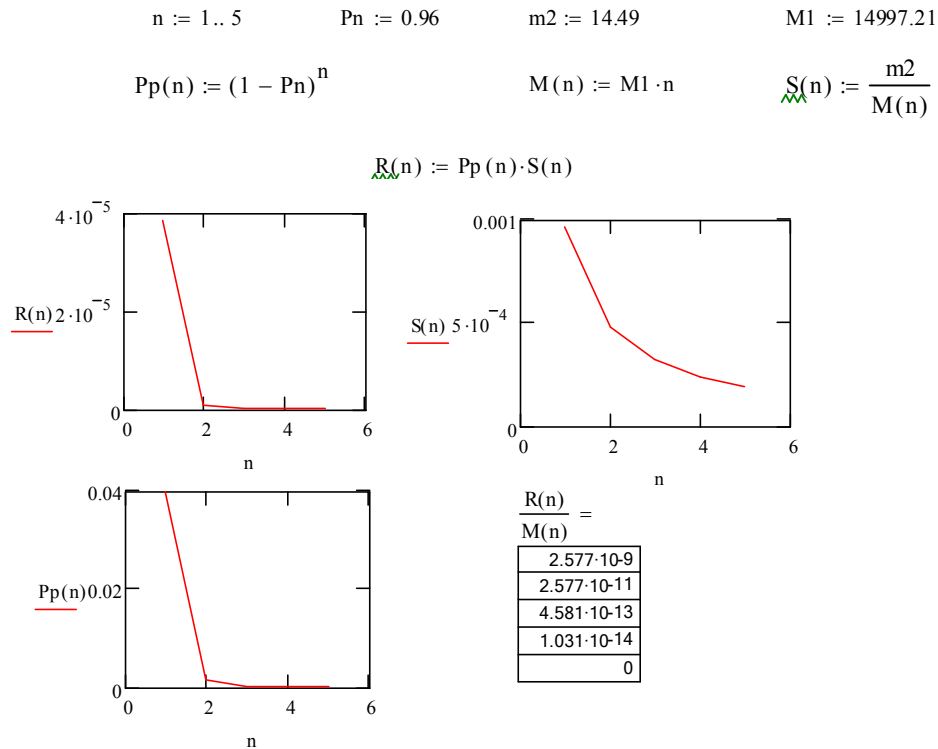 n := 1.. 5 Pn := 0.96 m2 := 14.49 M1 := 14997.21
Pp(n) := (1 − Pn)^n M(n) := M1·n S(n) := m2/M(n)
R(n) := Pp(n)·S(n)
4·10^−5
R(n) 2·10^−5
0
0 2 4 6
n
0.001
S(n) 5·10^−4
0
0 2 4 6
n
0.04
Pp(n) 0.02
0
0 2 4 6
n
R(n)/M(n) =
2.577·10-9
2.577·10-11
4.581·10-13
1.031·10-14
0